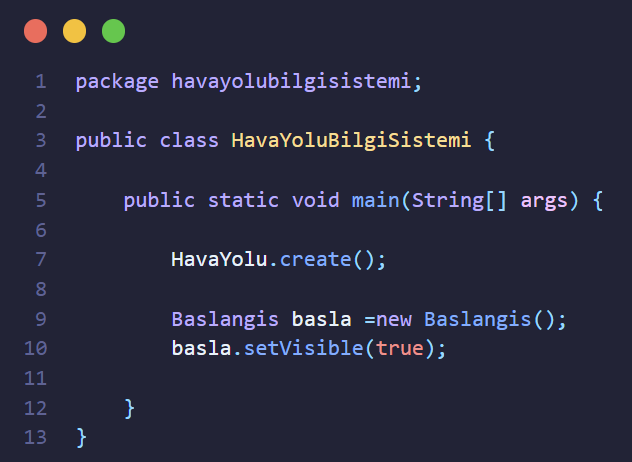 1 package havayolubilgisistemi;
2
3 public class HavaYoluBilgiSistemi {
4
5     public static void main(String[] args) {
6
7         HavaYolu.create();
8
9         Baslangis basla =new Baslangis();
10         basla.setVisible(true);
11
12     }
13 }